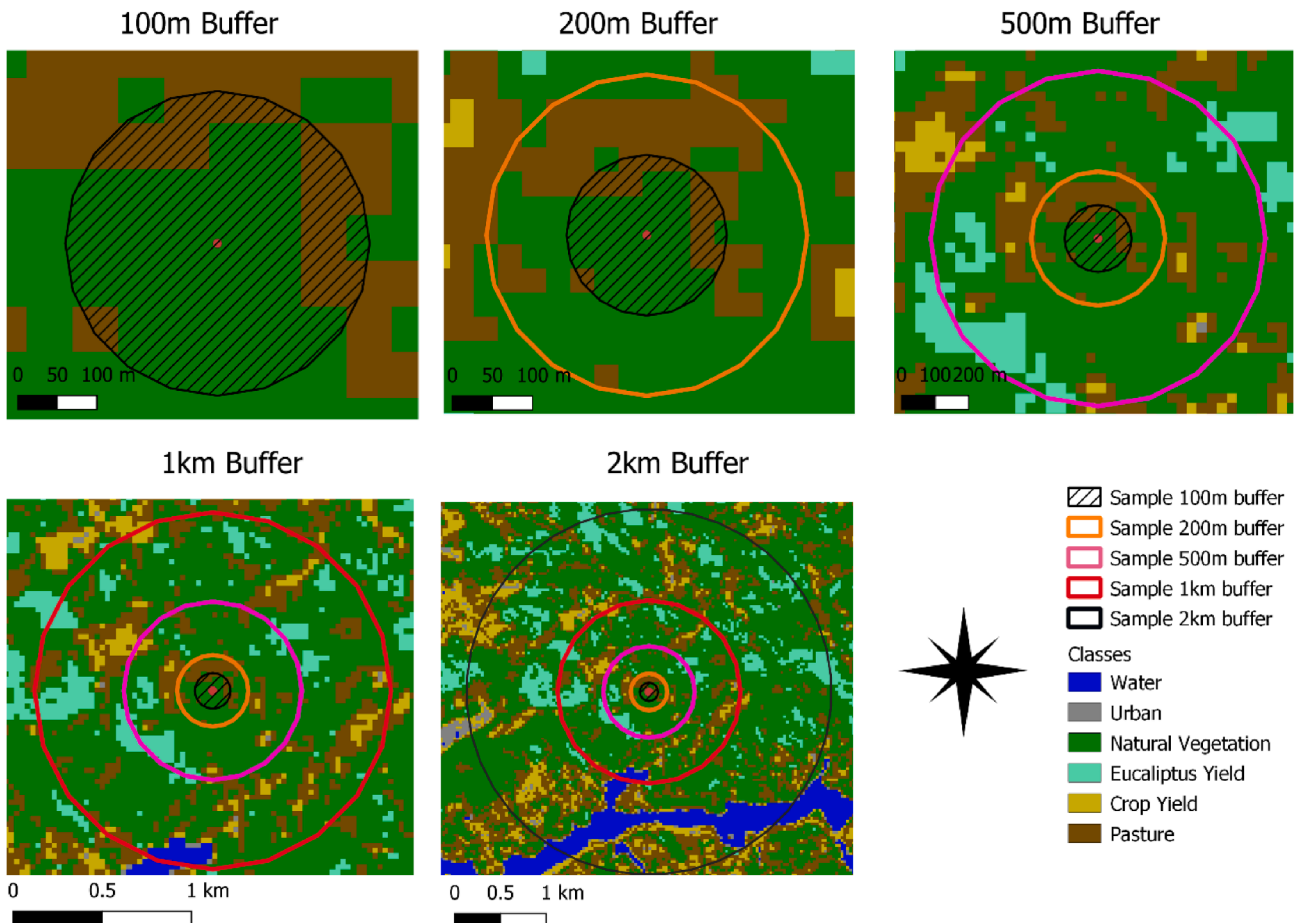 100m Buffer
200m Buffer
500m Buffer
0 50 100 m
0 50 100 m
0 100200 m
1km Buffer
2km Buffer
0 0.5 1 km
0 0.5 1 km
Sample 100m buffer
Sample 200m buffer
Sample 500m buffer
Sample 1km buffer
Sample 2km buffer
Classes
Water
Urban
Natural Vegetation
Eucaliptus Yield
Crop Yield
Pasture